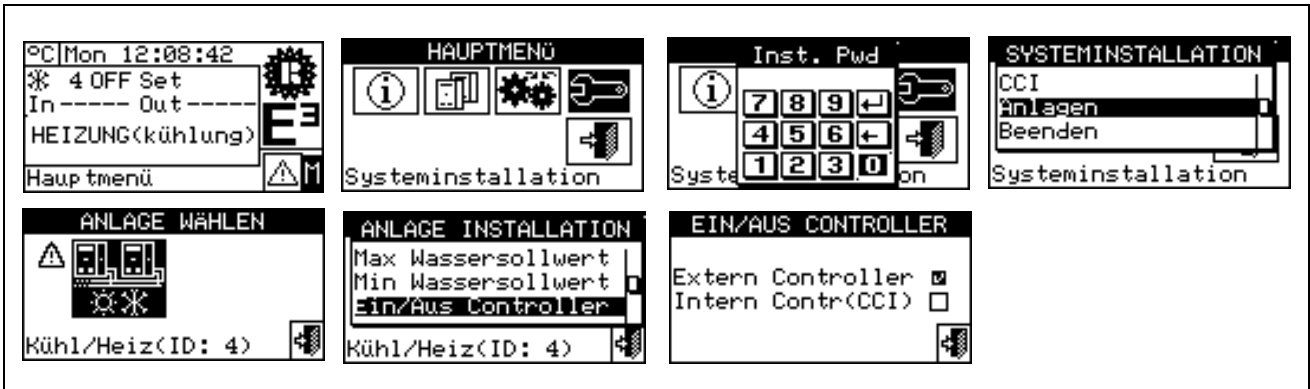 °C Mon 12:08:42
4 OFF Set
In ----- Out -----
HEIZUNG(kühlung)
E³
Hauptmenü
M
HAUPTMENÜ
Systeminstallation
Inst. Pwd
7 8 9
4 5 6
1 2 3 0
Syste on
SYSTEMINSTALLATION
CCI
Anlagen
Beenden
Systeminstallation
ANLAGE WäHLEN
Kühl/Heiz(ID: 4)
ANLAGE INSTALLATION
Max Wassersollwert
Min Wassersollwert
Ein/Aus Controller
Kühl/Heiz(ID: 4)
EIN/AUS CONTROLLER
Extern Controller
Intern Contr(CCI)